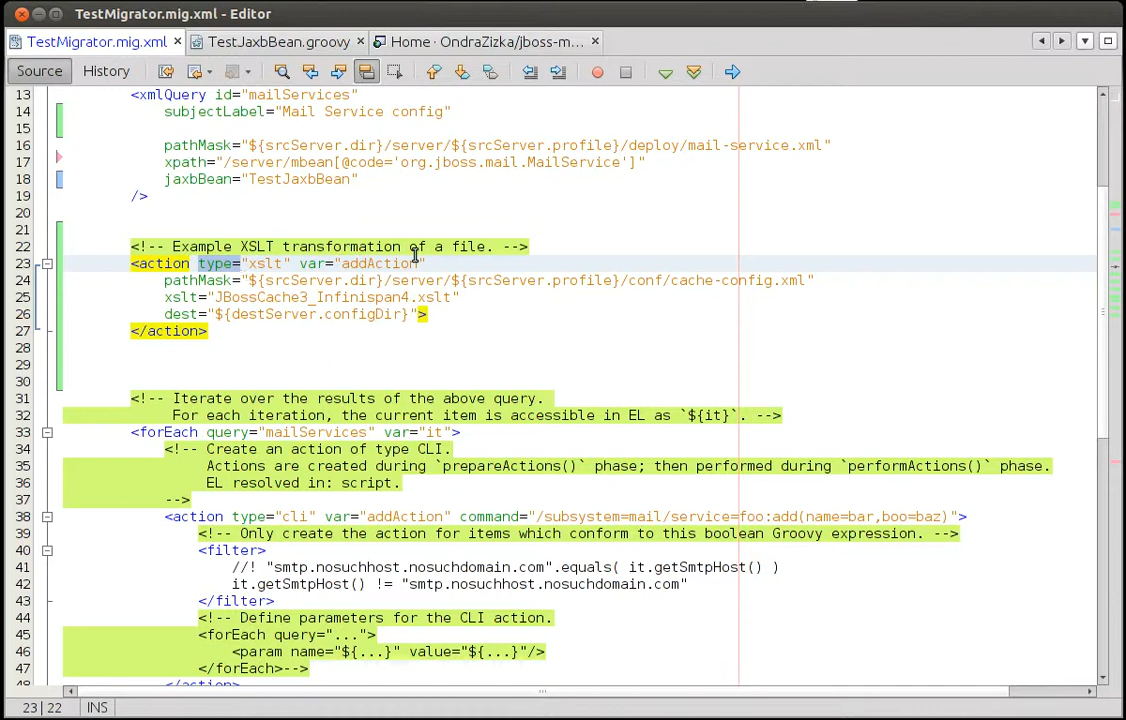 TestMigrator.mig.xml - Editor
TestMigrator.mig.xml TestJaxbBean.groovy Home · OndraZizka/jboss-m...
Source History
13 <xmlQuery id="mailServices"
14 subjectLabel="Mail Service config"
15
16 pathMask="${srcServer.dir}/server/${srcServer.profile}/deploy/mail-service.xml"
17 xpath="/server/mbean[@code='org.jboss.mail.MailService']"
18 jaxbBean="TestJaxbBean"
19 />
20
21
22 <!-- Example XSLT transformation of a file. -->
23 <action type="xslt" var="addAction"
24 pathMask="${srcServer.dir}/server/${srcServer.profile}/conf/cache-config.xml"
25 xslt="JBossCache3_Infinispan4.xslt"
26 dest="${destServer.configDir}">
27 </action>
28
29
30
31 <!-- Iterate over the results of the above query.
32 For each iteration, the current item is accessible in EL as `${it}`. -->
33 <forEach query="mailServices" var="it">
34 <!-- Create an action of type CLI.
35 Actions are created during `prepareActions()` phase; then performed during `performActions()` phase.
36 EL resolved in: script.
37 -->
38 <action type="cli" var="addAction" command="/subsystem=mail/service=foo:add(name=bar,boo=baz)">
39 <!-- Only create the action for items which conform to this boolean Groovy expression. -->
40 <filter>
41 //! "smtp.nosuchhost.nosuchdomain.com".equals( it.getSmtpHost() )
42 it.getSmtpHost() != "smtp.nosuchhost.nosuchdomain.com"
43 </filter>
44 <!-- Define parameters for the CLI action.
45 <forEach query="...">
46 <param name="${...}" value="${...}"/>
47 </forEach>-->
48 </action>
23|22 INS